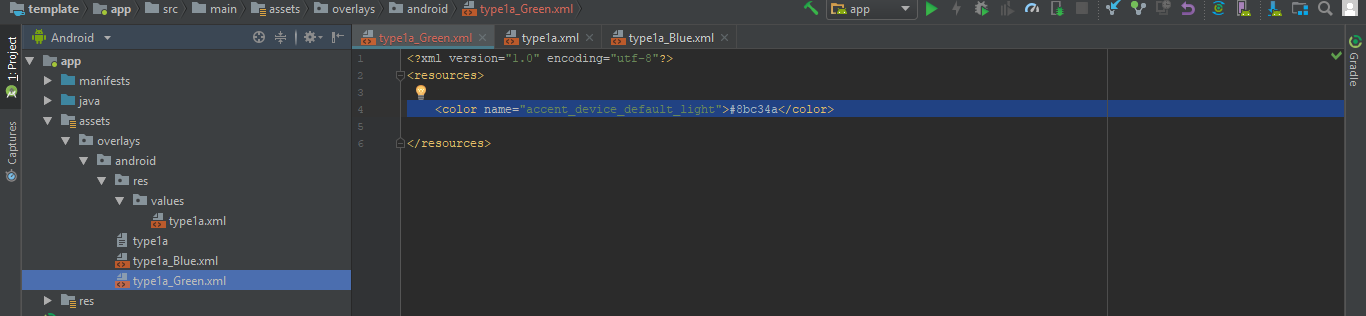 template app src main assets overlays android type1a_Green.xml app
1: Project
Captures
Android
app
manifests
java
assets
overlays
android
res
values
type1a.xml
type1a
type1a_Blue.xml
type1a_Green.xml
res
type1a_Green.xml type1a.xml type1a_Blue.xml
1 <?xml version="1.0" encoding="utf-8"?>
2 <resources>
3
4 <color name="accent_device_default_light">#8bc34a</color>
5
6 </resources>
Gradle